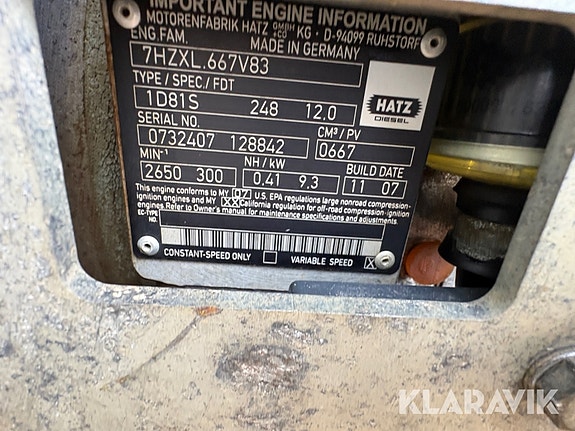 IMPORTANT ENGINE INFORMATION
MOTORENFABRIK HATZ GMBH +CO KG · D-94099 RUHSTORF
ENG.FAM. MADE IN GERMANY
7HZXL.667V83
TYPE / SPEC./ FDT
1D81S 248 12.0
HATZ
DIESEL
SERIAL NO. CM³ / PV
0732407 128842 0667
MIN⁻¹ NH / kW BUILD DATE
2650 300 0.41 9.3 11 07
This engine conforms to MY 07 U.S. EPA regulations large nonroad compression-
ignition engines and MY XX California regulation for off-road compression-ignition
engines. Refer to Owner's manual for maintenance specifications and adjustments.
EC-TYPE
NO.
CONSTANT-SPEED ONLY VARIABLE SPEED X
KLARAVIK